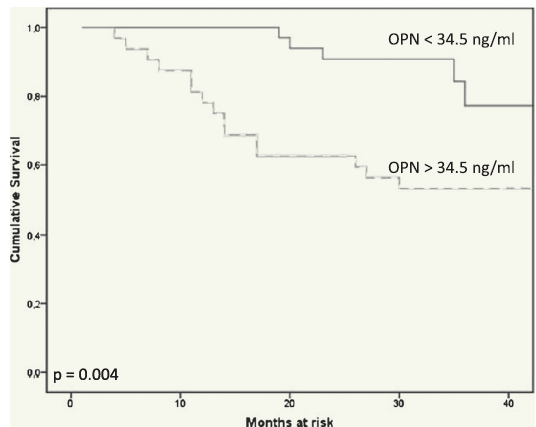 1,0
OPN < 34.5 ng/ml
0,8
OPN > 34.5 ng/ml
0,6
0,4
0,2
0,0
p = 0.004
Cumulative Survival
0 10 20 30 40
Months at risk